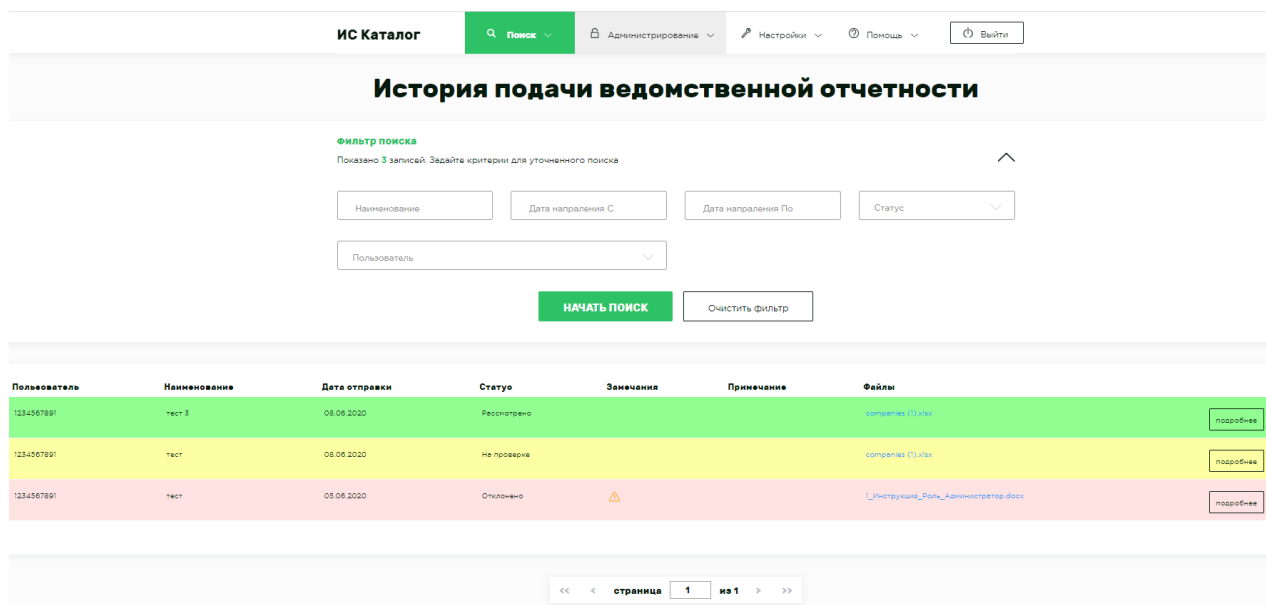 ИС Каталог Поиск Администрирование Настройки Помощь Выйти
История подачи ведомственной отчетности
Фильтр поиска
Показано 3 записей. Задайте критерии для уточненного поиска
Наименование Дата напраления С Дата напраления По Статус
Пользователь
НАЧАТЬ ПОИСК Очистить фильтр
Пользователь Наименование Дата отправки Статус Замечания Примечание Файлы
1234567891 тест 3 08.06.2020 Рассмотрено companies (1).xlsx подробнее
1234567891 тест 08.06.2020 На проверке companies (1).xlsx подробнее
1234567891 тест 05.06.2020 Отклонено 1_Инструкция_Роль_Администратор.docx подробнее
<< < страница 1 из 1 > >>